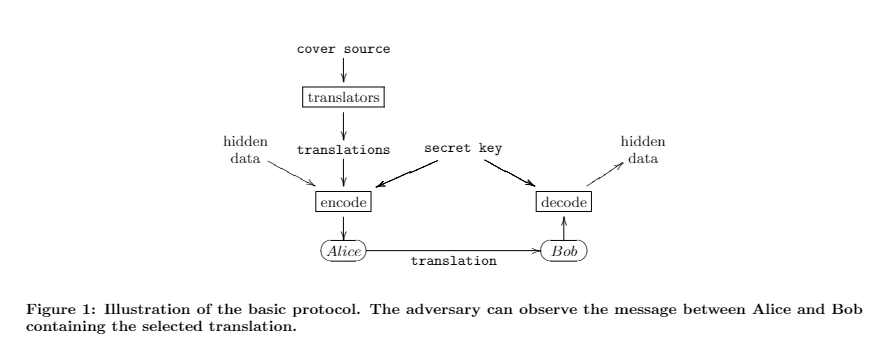 cover source
translators
hidden
data
translations
secret key
hidden
data
encode
decode
Alice
translation
Bob
Figure 1: Illustration of the basic protocol. The adversary can observe the message between Alice and Bob
containing the selected translation.